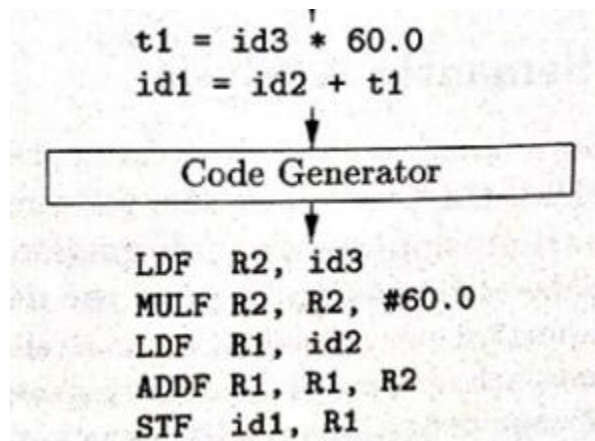 t1 = id3 * 60.0
id1 = id2 + t1
Code Generator
LDF R2, id3
MULF R2, R2, #60.0
LDF R1, id2
ADDF R1, R1, R2
STF id1, R1